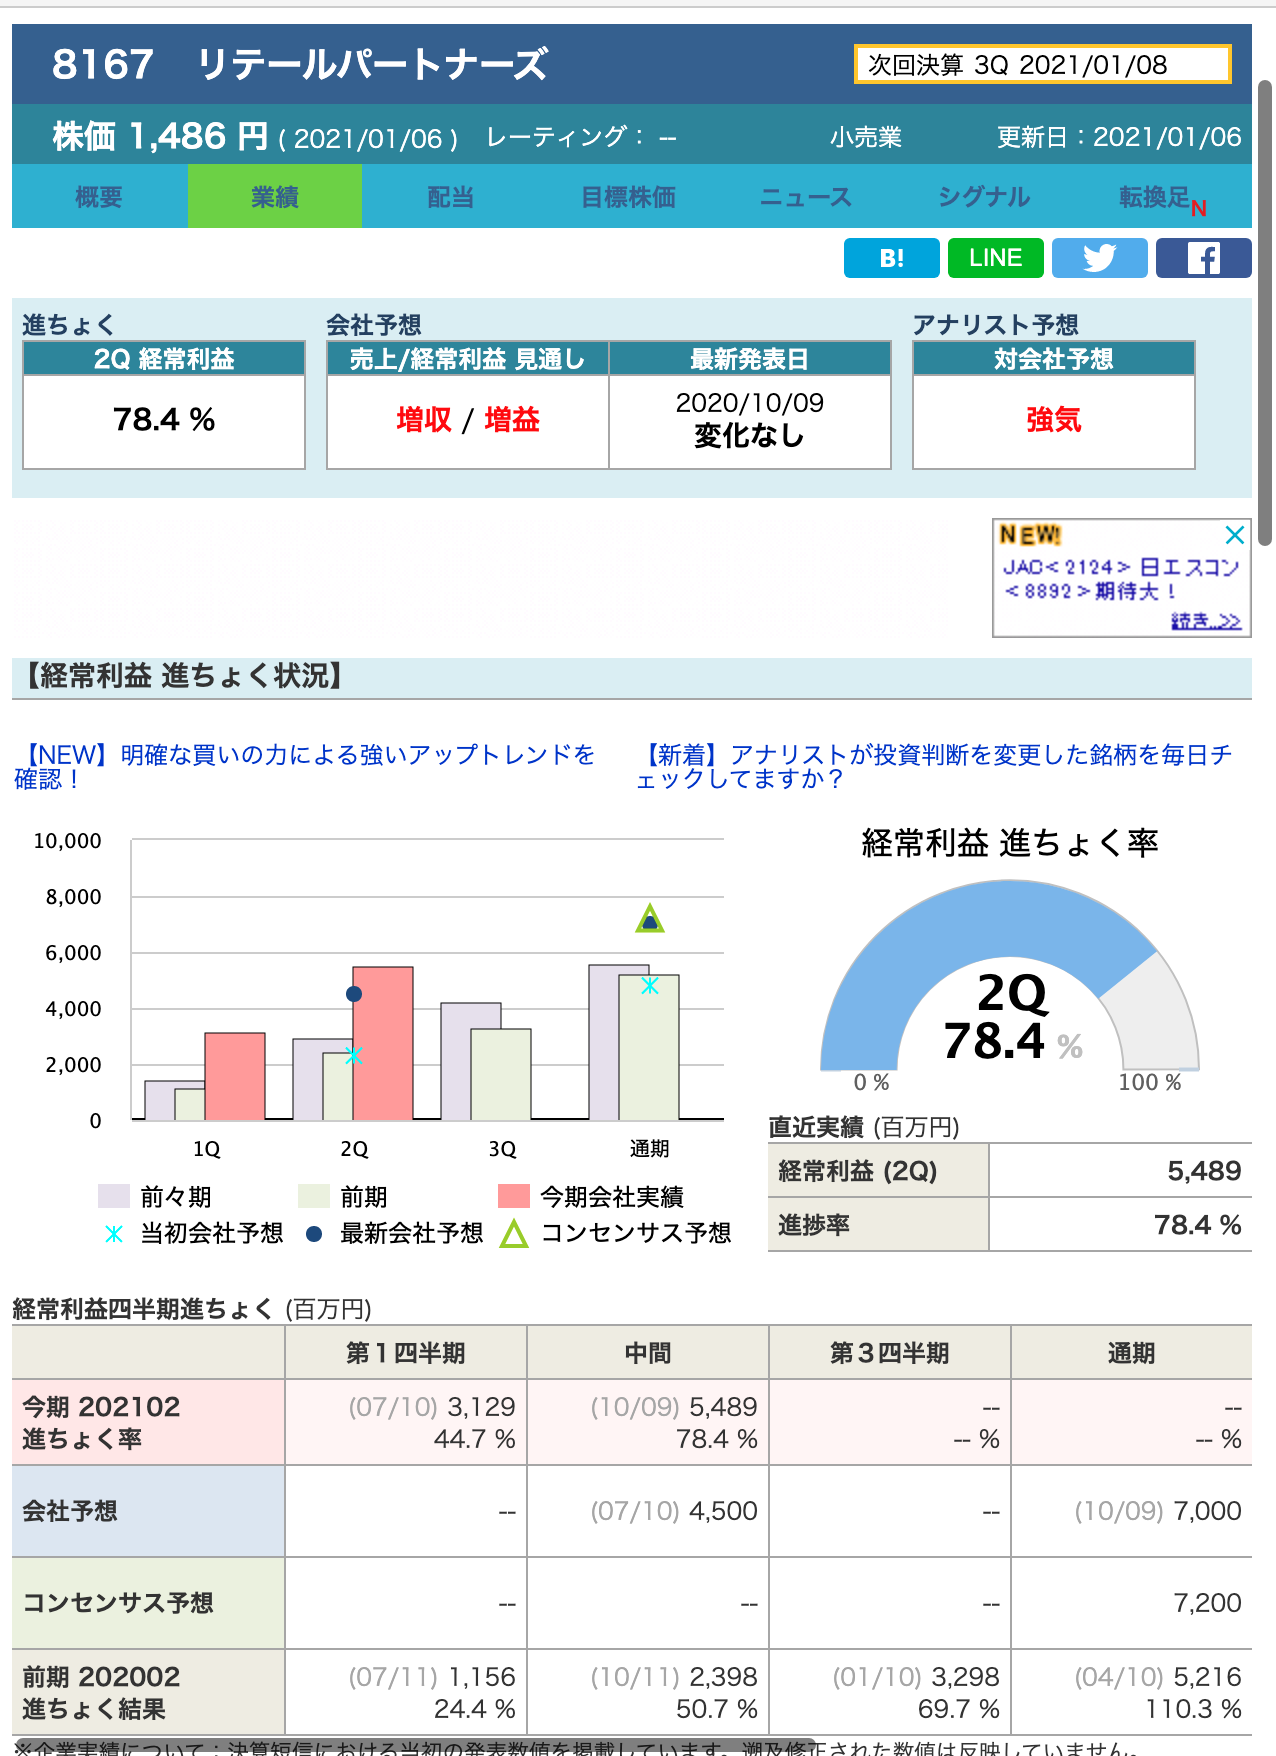 8167 リテールパートナーズ
次回決算 3Q 2021/01/08
株価 1,486 円 ( 2021/01/06 ) レーティング： -- 小売業 更新日：2021/01/06
概要 業績 配当 目標株価 ニュース シグナル 転換足N
B! LINE
進ちょく 会社予想 アナリスト予想
2Q 経常利益 売上/経常利益 見通し 最新発表日 対会社予想
78.4 % 増収 / 増益 2020/10/09 強気
変化なし
NEW!
JAC<2124> 日エスコン
<8892>期待大！
続き..>>
【経常利益 進ちょく状況】
【NEW】明確な買いの力による強いアップトレンドを
確認！
【新着】アナリストが投資判断を変更した銘柄を毎日チ
ェックしてますか？
10,000
8,000
6,000
4,000
2,000
0
1Q 2Q 3Q 通期
前々期 前期 今期会社実績
当初会社予想 最新会社予想 コンセンサス予想
経常利益 進ちょく率
2Q
78.4 %
0 % 100 %
直近実績 (百万円)
経常利益 (2Q) 5,489
進捗率 78.4 %
経常利益四半期進ちょく (百万円)
第１四半期 中間 第３四半期 通期
今期 202102 (07/10) 3,129 (10/09) 5,489 -- --
進ちょく率 44.7 % 78.4 % -- % -- %
会社予想 -- (07/10) 4,500 -- (10/09) 7,000
コンセンサス予想 -- -- -- 7,200
前期 202002 (07/11) 1,156 (10/11) 2,398 (01/10) 3,298 (04/10) 5,216
進ちょく結果 24.4 % 50.7 % 69.7 % 110.3 %
※企業実績について：決算短信における当初の発表数値を掲載しています。遡及修正された数値は反映していません。